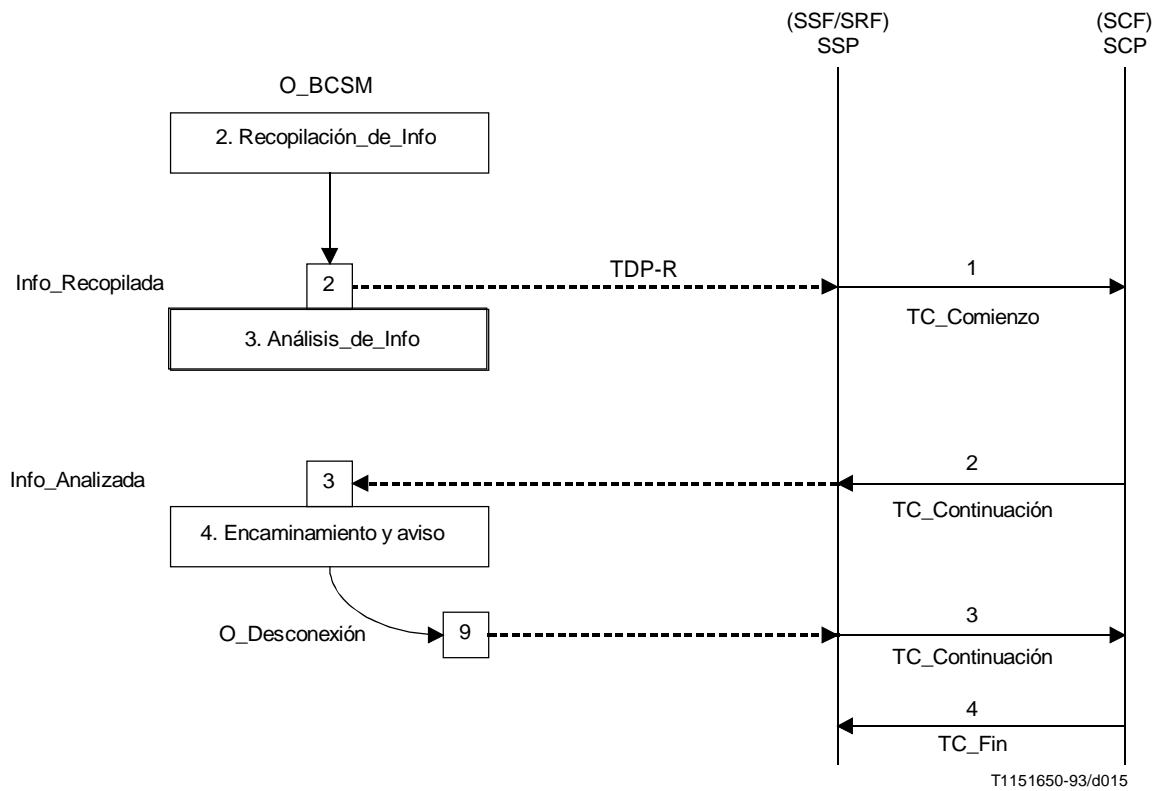 (SSF/SRF)
SSP
(SCF)
SCP
O_BCSM
2. Recopilación_de_Info
Info_Recopilada
2
TDP-R
1
TC_Comienzo
3. Análisis_de_Info
Info_Analizada
3
2
TC_Continuación
4. Encaminamiento y aviso
O_Desconexión
9
3
TC_Continuación
4
TC_Fin
T1151650-93/d015